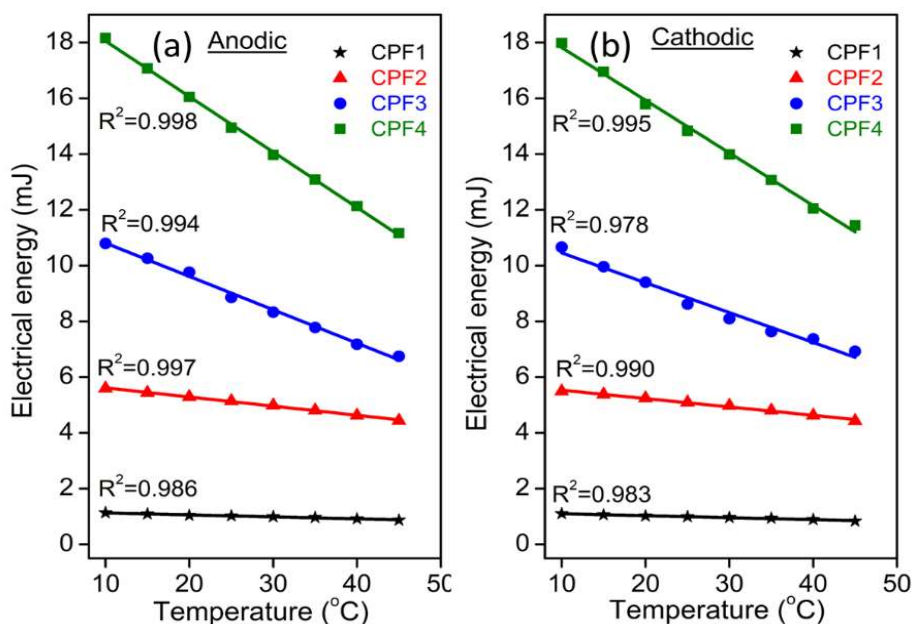 (a) Anodic
CPF1
CPF2
CPF3
CPF4
R²=0.998
R²=0.994
R²=0.997
R²=0.986
18
16
14
12
10
8
6
4
2
0
Electrical energy (mJ)
10 20 30 40 50
Temperature (°C)
(b) Cathodic
CPF1
CPF2
CPF3
CPF4
R²=0.995
R²=0.978
R²=0.990
R²=0.983
18
16
14
12
10
8
6
4
2
0
Electrical energy (mJ)
10 20 30 40 50
Temperature (°C)